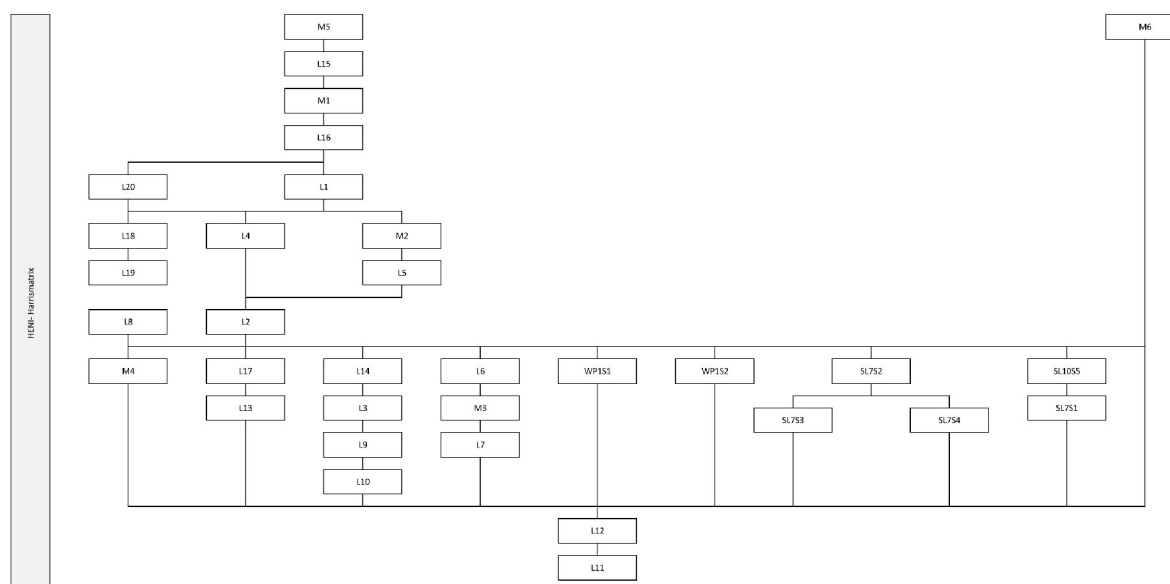 HENI- Harrismatrix
M5
M6
L15
M1
L16
L20
L1
L18
L4
M2
L19
L5
L8
L2
M4
L17
L14
L6
WP1S1
WP1S2
SL7S2
SL10S5
L13
L3
M3
SL7S3
SL7S4
SL7S1
L9
L7
L10
L12
L11